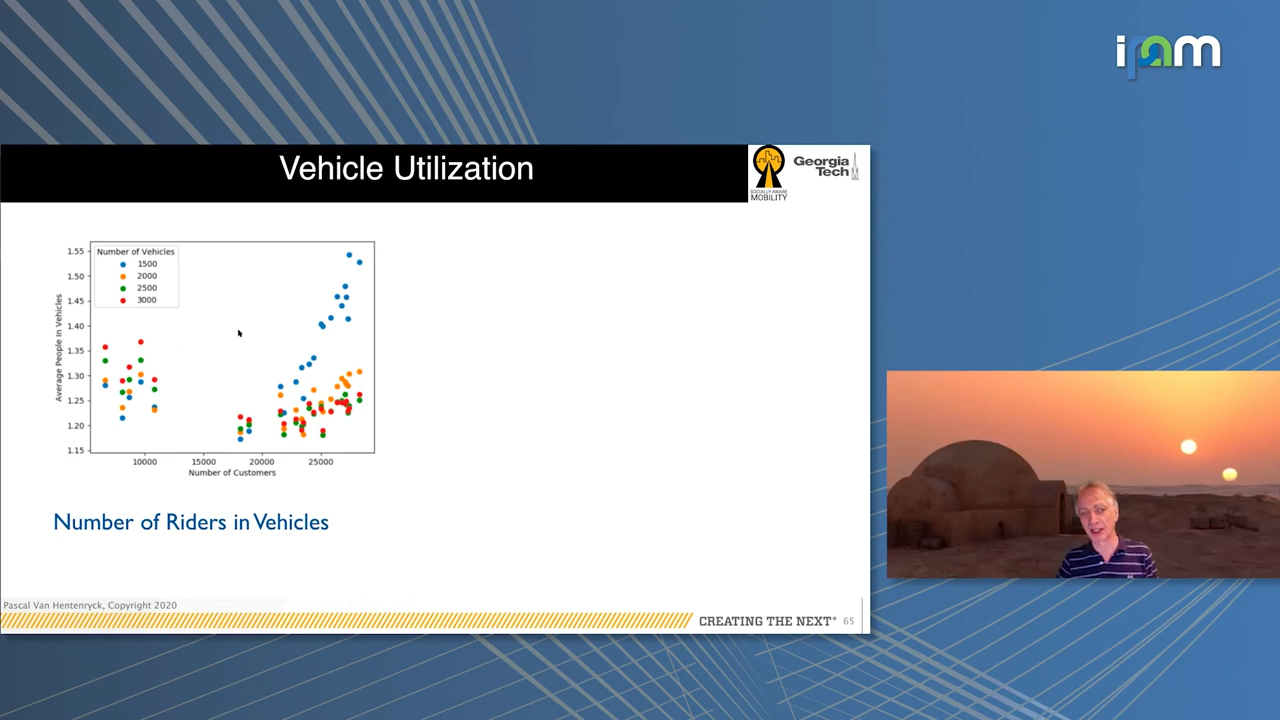 ipam
Vehicle Utilization
SOCIALLY-AWARE
MOBILITY
Georgia
Tech
Number of Vehicles
1500
2000
2500
3000
1.55
1.50
1.45
1.40
1.35
1.30
1.25
1.20
1.15
Average People In Vehicles
10000
15000
20000
25000
Number of Customers
Number of Riders in Vehicles
Pascal Van Hentenryck, Copyright 2020
CREATING THE NEXT®
65